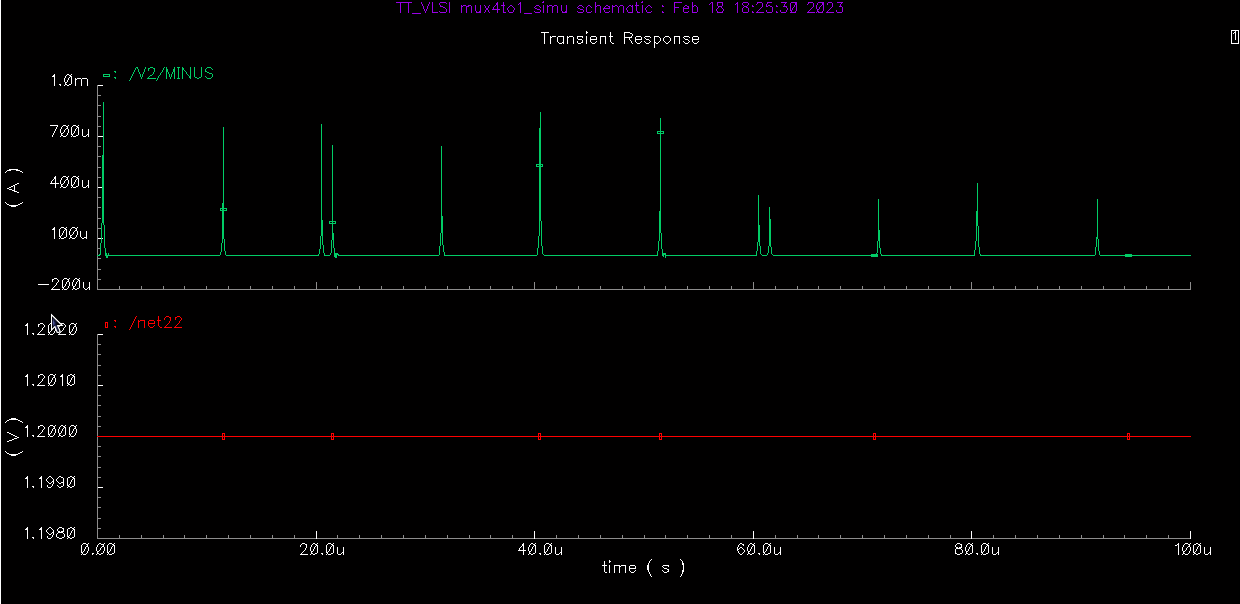 TT_VLSI mux4to1_simu schematic : Feb 18 18:25:30 2023
Transient Response
1
/V2/MINUS
1.0m
700u
400u
100u
-200u
( A )
/net22
1.2020
1.2010
1.2000
1.1990
1.1980
( V )
0.00 20.0u 40.0u 60.0u 80.0u 100u
time ( s )